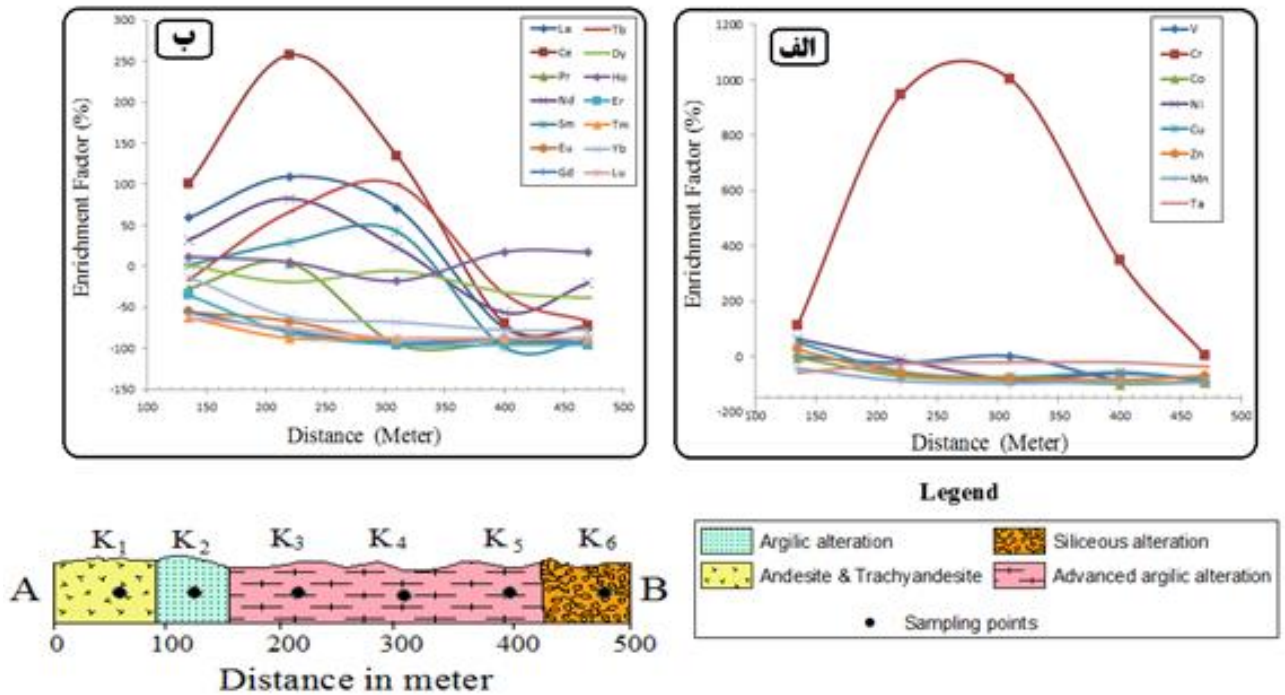 ب
Enrichment Factor (%)
300
250
200
150
100
50
0
-50
-100
-150
100 150 200 250 300 350 400 450 500
Distance (Meter)
La Tb
Ce Dy
Pr Ho
Nd Er
Sm Tm
Eu Yb
Gd Lu
الف
Enrichment Factor (%)
1200
1000
800
600
400
200
0
-200
100 150 200 250 300 350 400 450 500
Distance (Meter)
V
Cr
Co
Ni
Cu
Zn
Mn
Ta
K1 K2 K3 K4 K5 K6
A B
0 100 200 300 400 500
Distance in meter
Legend
Argilic alteration Siliceous alteration
Andesite & Trachyandesite Advanced argilic alteration
Sampling points